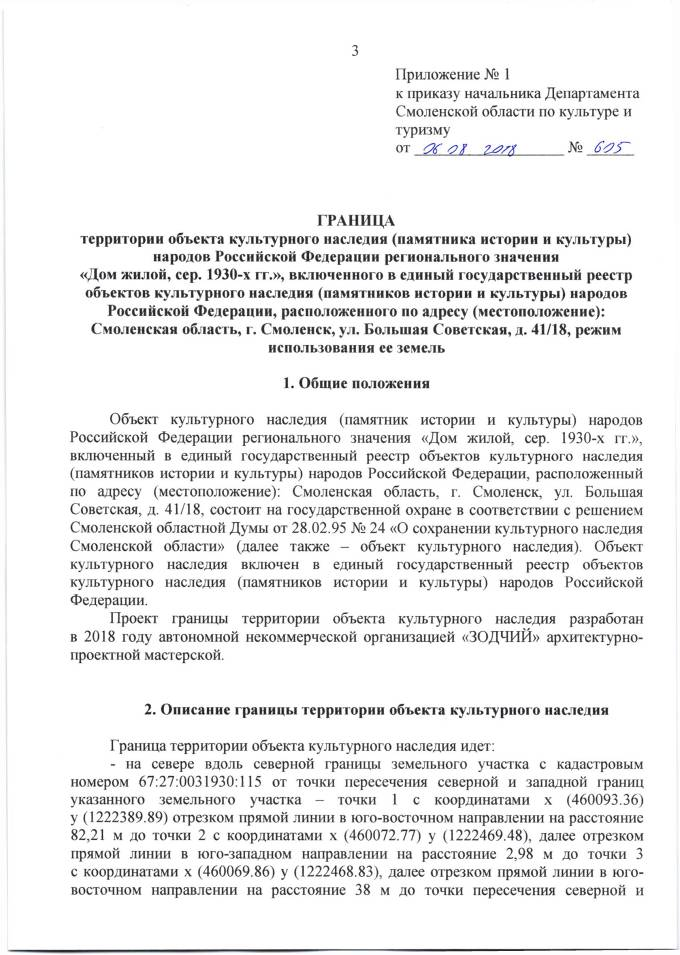 3
Приложение № 1
к приказу начальника Департамента
Смоленской области по культуре и
туризму
от 06 08 2018 № 605
ГРАНИЦА
территории объекта культурного наследия (памятника истории и культуры)
народов Российской Федерации регионального значения
«Дом жилой, сер. 1930-х гг.», включенного в единый государственный реестр
объектов культурного наследия (памятников истории и культуры) народов
Российской Федерации, расположенного по адресу (местоположение):
Смоленская область, г. Смоленск, ул. Большая Советская, д. 41/18, режим
использования ее земель
1. Общие положения
Объект культурного наследия (памятник истории и культуры) народов
Российской Федерации регионального значения «Дом жилой, сер. 1930-х гг.»,
включенный в единый государственный реестр объектов культурного наследия
(памятников истории и культуры) народов Российской Федерации, расположенный
по адресу (местоположение): Смоленская область, г. Смоленск, ул. Большая
Советская, д. 41/18, состоит на государственной охране в соответствии с решением
Смоленской областной Думы от 28.02.95 № 24 «О сохранении культурного наследия
Смоленской области» (далее также – объект культурного наследия). Объект
культурного наследия включен в единый государственный реестр объектов
культурного наследия (памятников истории и культуры) народов Российской
Федерации.
Проект границы территории объекта культурного наследия разработан
в 2018 году автономной некоммерческой организацией «ЗОДЧИЙ» архитектурно-
проектной мастерской.
2. Описание границы территории объекта культурного наследия
Граница территории объекта культурного наследия идет:
- на севере вдоль северной границы земельного участка с кадастровым
номером 67:27:0031930:115 от точки пересечения северной и западной границ
указанного земельного участка – точки 1 с координатами х (460093.36)
у (1222389.89) отрезком прямой линии в юго-восточном направлении на расстояние
82,21 м до точки 2 с координатами х (460072.77) у (1222469.48), далее отрезком
прямой линии в юго-западном направлении на расстояние 2,98 м до точки 3
с координатами х (460069.86) у (1222468.83), далее отрезком прямой линии в юго-
восточном направлении на расстояние 38 м до точки пересечения северной и